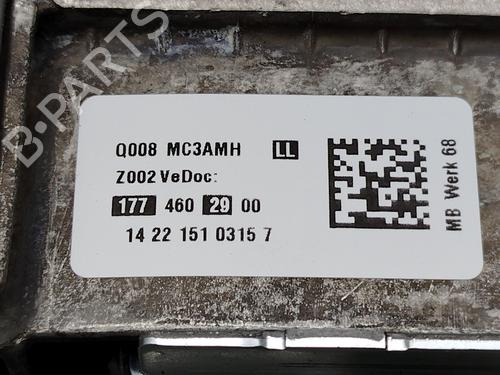 Q008 MC3AMH LL
Z002 VeDoc:
177 460 29 00
14 22 151 0315 7
MB Werk 68
B-PARTS